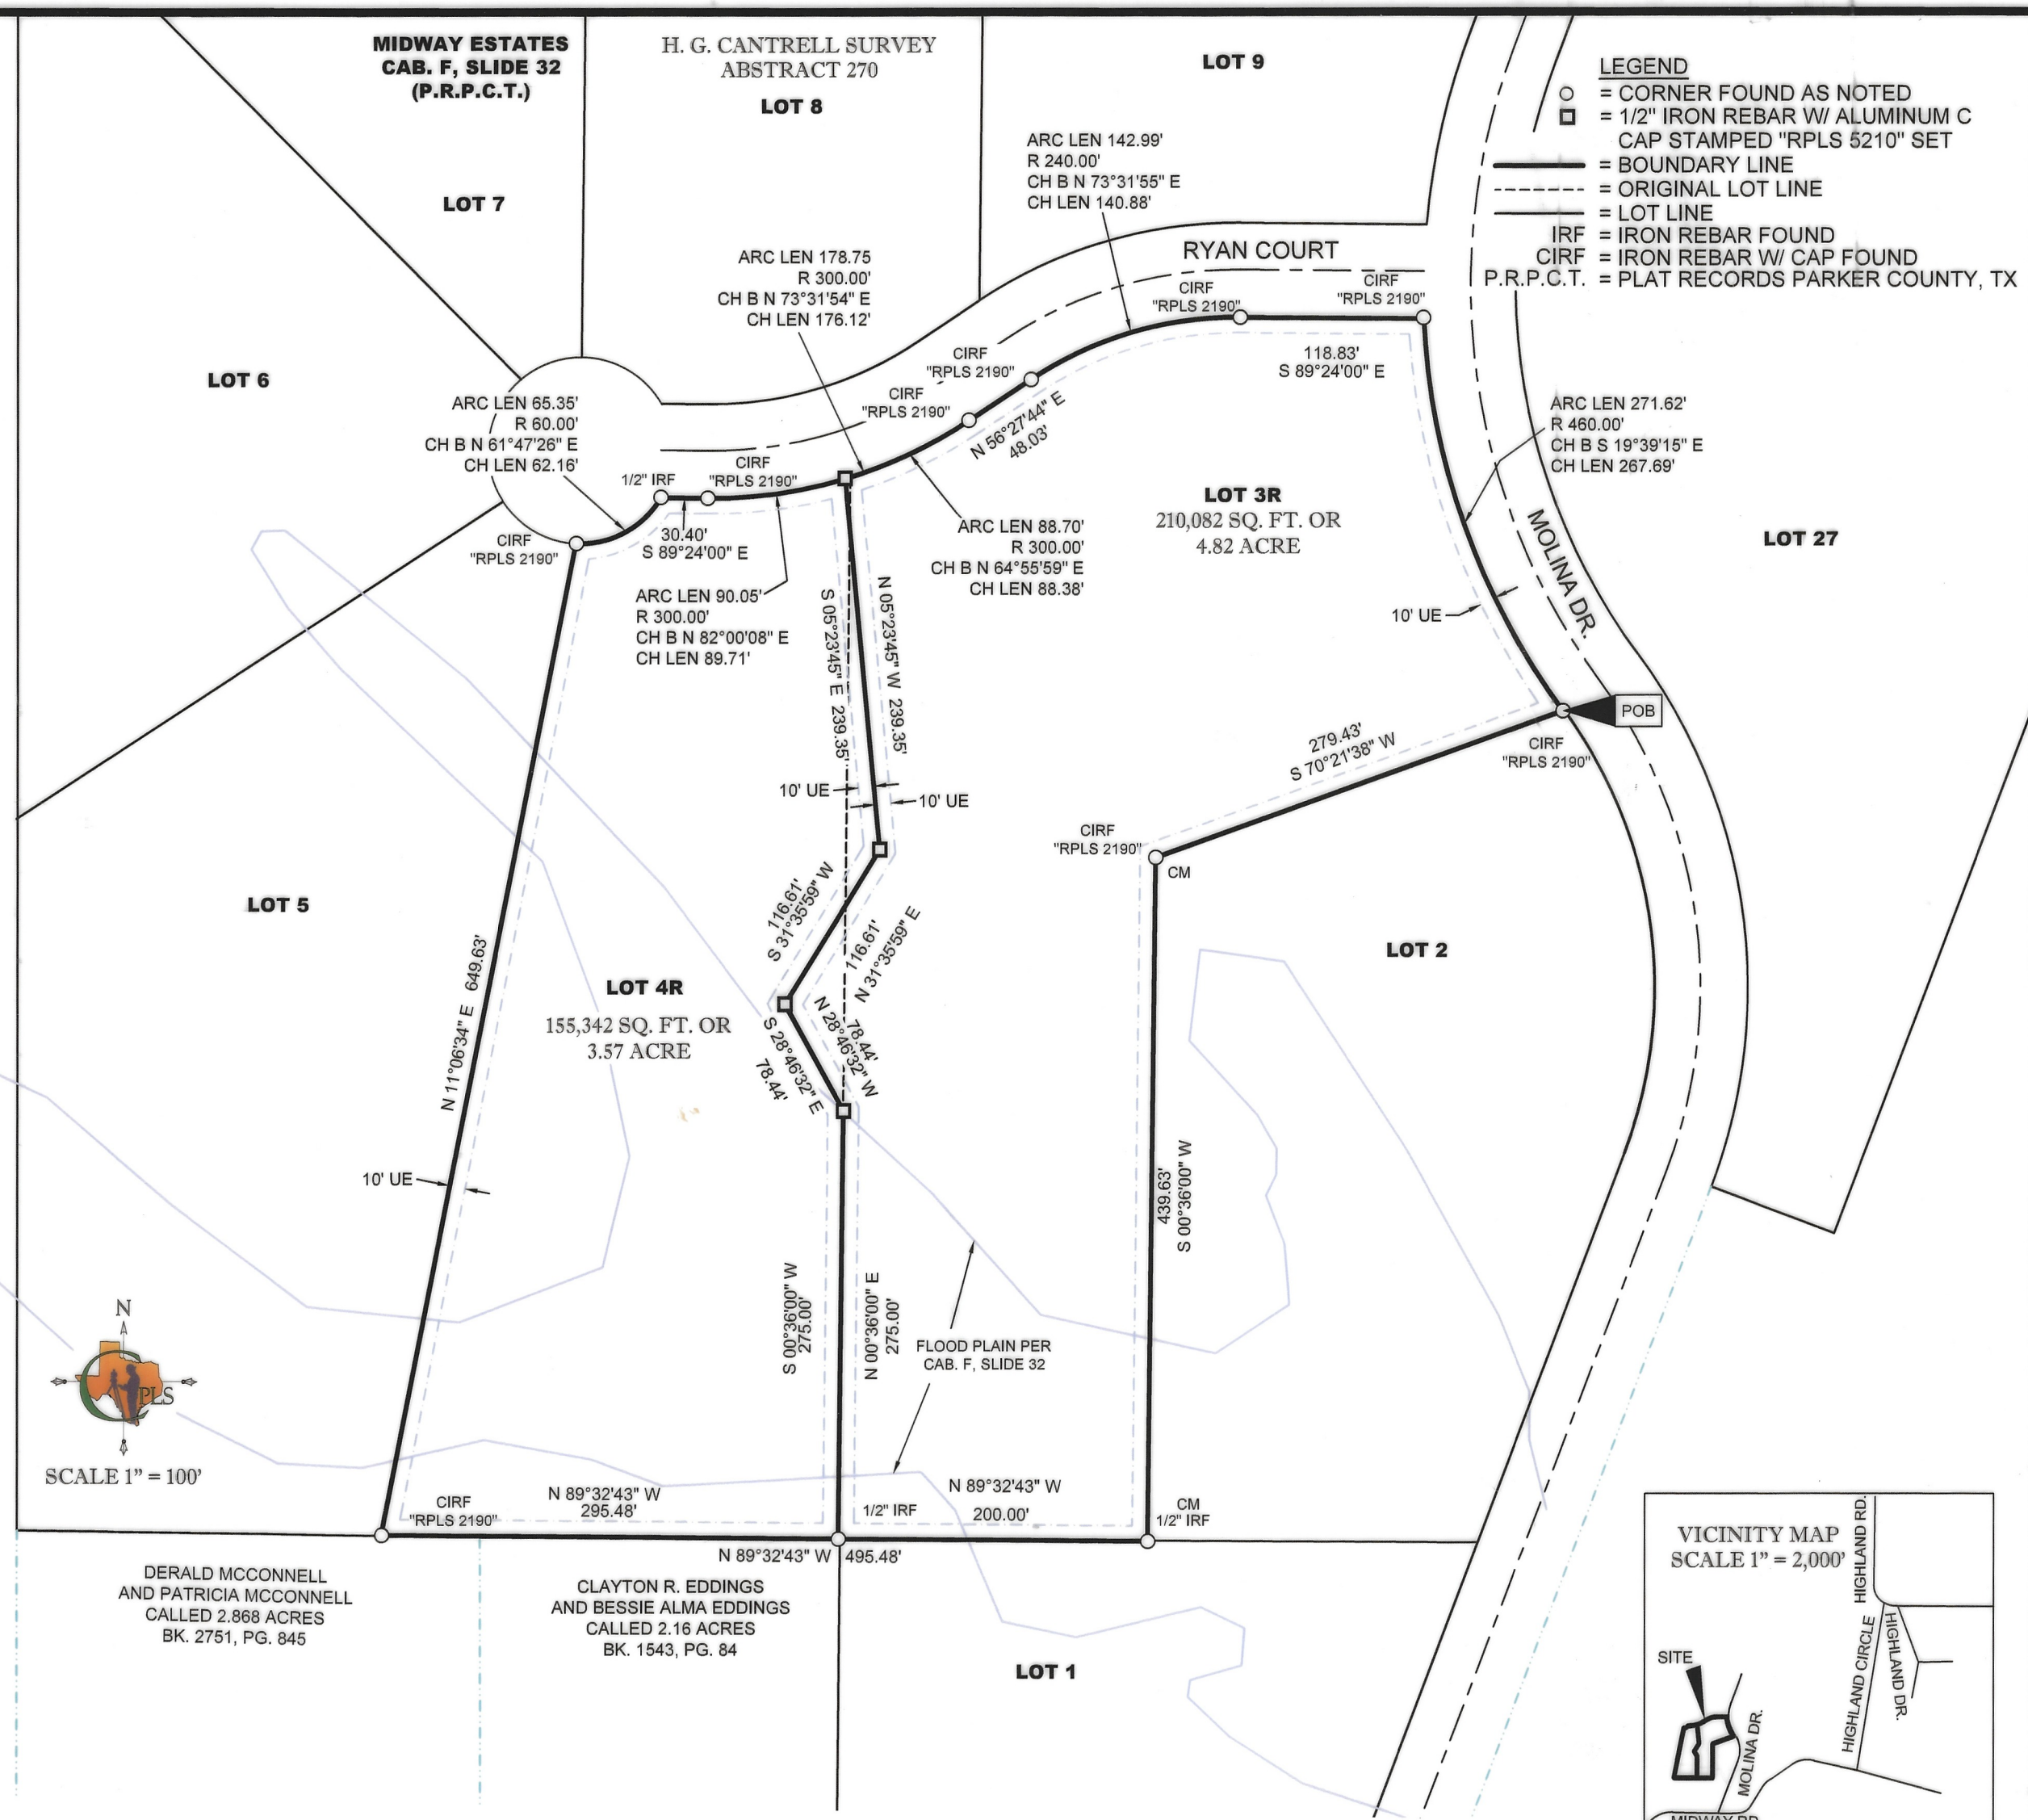 MIDWAY ESTATES
CAB. F, SLIDE 32
(P.R.P.C.T.)
H. G. CANTRELL SURVEY
ABSTRACT 270
LOT 8
LOT 9
LOT 7
LOT 6
LEGEND
= CORNER FOUND AS NOTED
= 1/2" IRON REBAR W/ ALUMINUM C
CAP STAMPED "RPLS 5210" SET
= BOUNDARY LINE
= ORIGINAL LOT LINE
= LOT LINE
IRF = IRON REBAR FOUND
CIRF = IRON REBAR W/ CAP FOUND
P.R.P.C.T. = PLAT RECORDS PARKER COUNTY, TX
ARC LEN 142.99'
R 240.00'
CH B N 73°31'55" E
CH LEN 140.88'
RYAN COURT
ARC LEN 178.75
R 300.00'
CH B N 73°31'54" E
CH LEN 176.12'
CIRF
"RPLS 2190"
CIRF
"RPLS 2190"
CIRF
"RPLS 2190"
CIRF
"RPLS 2190"
118.83'
S 89°24'00" E
N 56°27'44" E
48.03'
ARC LEN 65.35'
R 60.00'
CH B N 61°47'26" E
CH LEN 62.16'
1/2" IRF
CIRF
"RPLS 2190"
CIRF
"RPLS 2190"
30.40'
S 89°24'00" E
ARC LEN 271.62'
R 460.00'
CH B S 19°39'15" E
CH LEN 267.69'
LOT 3R
210,082 SQ. FT. OR
4.82 ACRE
ARC LEN 88.70'
R 300.00'
CH B N 64°55'59" E
CH LEN 88.38'
ARC LEN 90.05'
R 300.00'
CH B N 82°00'08" E
CH LEN 89.71'
MOLINA DR.
LOT 27
10' UE
S 05°23'45" E 239.35'
N 05°23'45" W 239.35'
10' UE
10' UE
POB
CIRF
"RPLS 2190"
279.43'
S 70°21'38" W
CIRF
"RPLS 2190"
CM
116.61'
S 31°35'59" W
116.61'
N 31°35'59" E
LOT 5
LOT 2
N 11°06'34" E 649.63'
LOT 4R
155,342 SQ. FT. OR
3.57 ACRE
S 28°46'32" E
78.44'
78.44'
N 28°46'32" W
10' UE
439.63'
S 00°36'00" W
S 00°36'00" W
275.00'
N 00°36'00" E
275.00'
FLOOD PLAIN PER
CAB. F, SLIDE 32
N
PLS
SCALE 1" = 100'
CIRF
"RPLS 2190"
N 89°32'43" W
295.48'
1/2" IRF
N 89°32'43" W
200.00'
CM
1/2" IRF
N 89°32'43" W 495.48'
DERALD MCCONNELL
AND PATRICIA MCCONNELL
CALLED 2.868 ACRES
BK. 2751, PG. 845
CLAYTON R. EDDINGS
AND BESSIE ALMA EDDINGS
CALLED 2.16 ACRES
BK. 1543, PG. 84
LOT 1
VICINITY MAP
SCALE 1" = 2,000'
HIGHLAND RD.
HIGHLAND CIRCLE
HIGHLAND DR.
SITE
MOLINA DR.
MIDWAY RD.